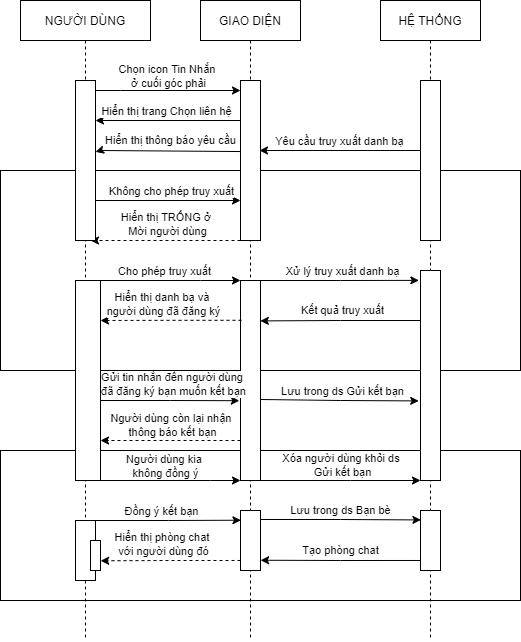 NGƯỜI DÙNG
GIAO DIỆN
HỆ THỐNG
Chọn icon Tin Nhắn
ở cuối góc phải
Hiển thị trang Chọn liên hệ
Hiển thị thông báo yêu cầu
Yêu cầu truy xuất danh bạ
Không cho phép truy xuất
Hiển thị TRỐNG ở
Mời người dùng
Cho phép truy xuất
Xử lý truy xuất danh bạ
Hiển thị danh bạ và
người dùng đã đăng ký
Kết quả truy xuất
Gửi tin nhắn đến người dùng
đã đăng ký bạn muốn kết bạn
Lưu trong ds Gửi kết bạn
Người dùng còn lại nhận
thông báo kết bạn
Người dùng kia
không đồng ý
Xóa người dùng khỏi ds
Gửi kết bạn
Đồng ý kết bạn
Lưu trong ds Bạn bè
Hiển thị phòng chat
với người dùng đó
Tạo phòng chat